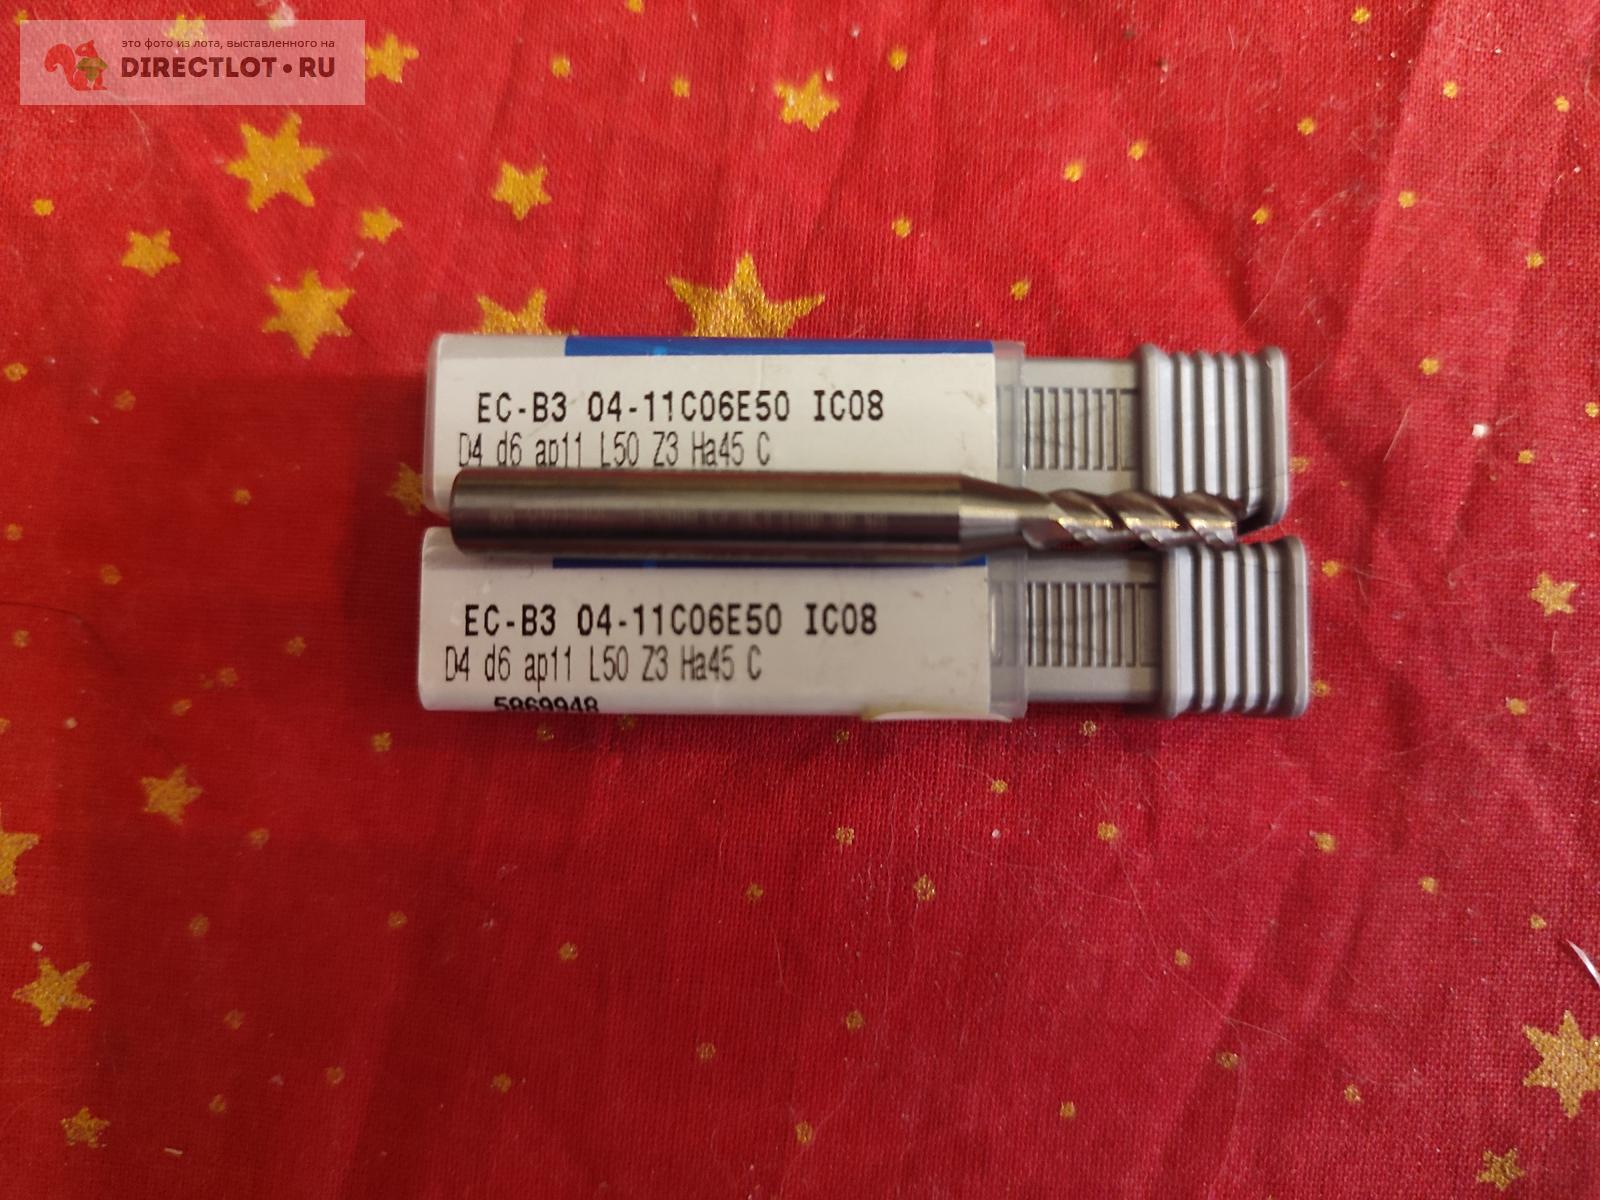 это фото из лота, выставленного на
DIRECTLOT•RU
EC-B3 04-11C06E50 IC08
D4 d6 ap11 L50 Z3 Ha45 C
EC-B3 04-11C06E50 IC08
D4 d6 ap11 L50 Z3 Ha45 C
5869948